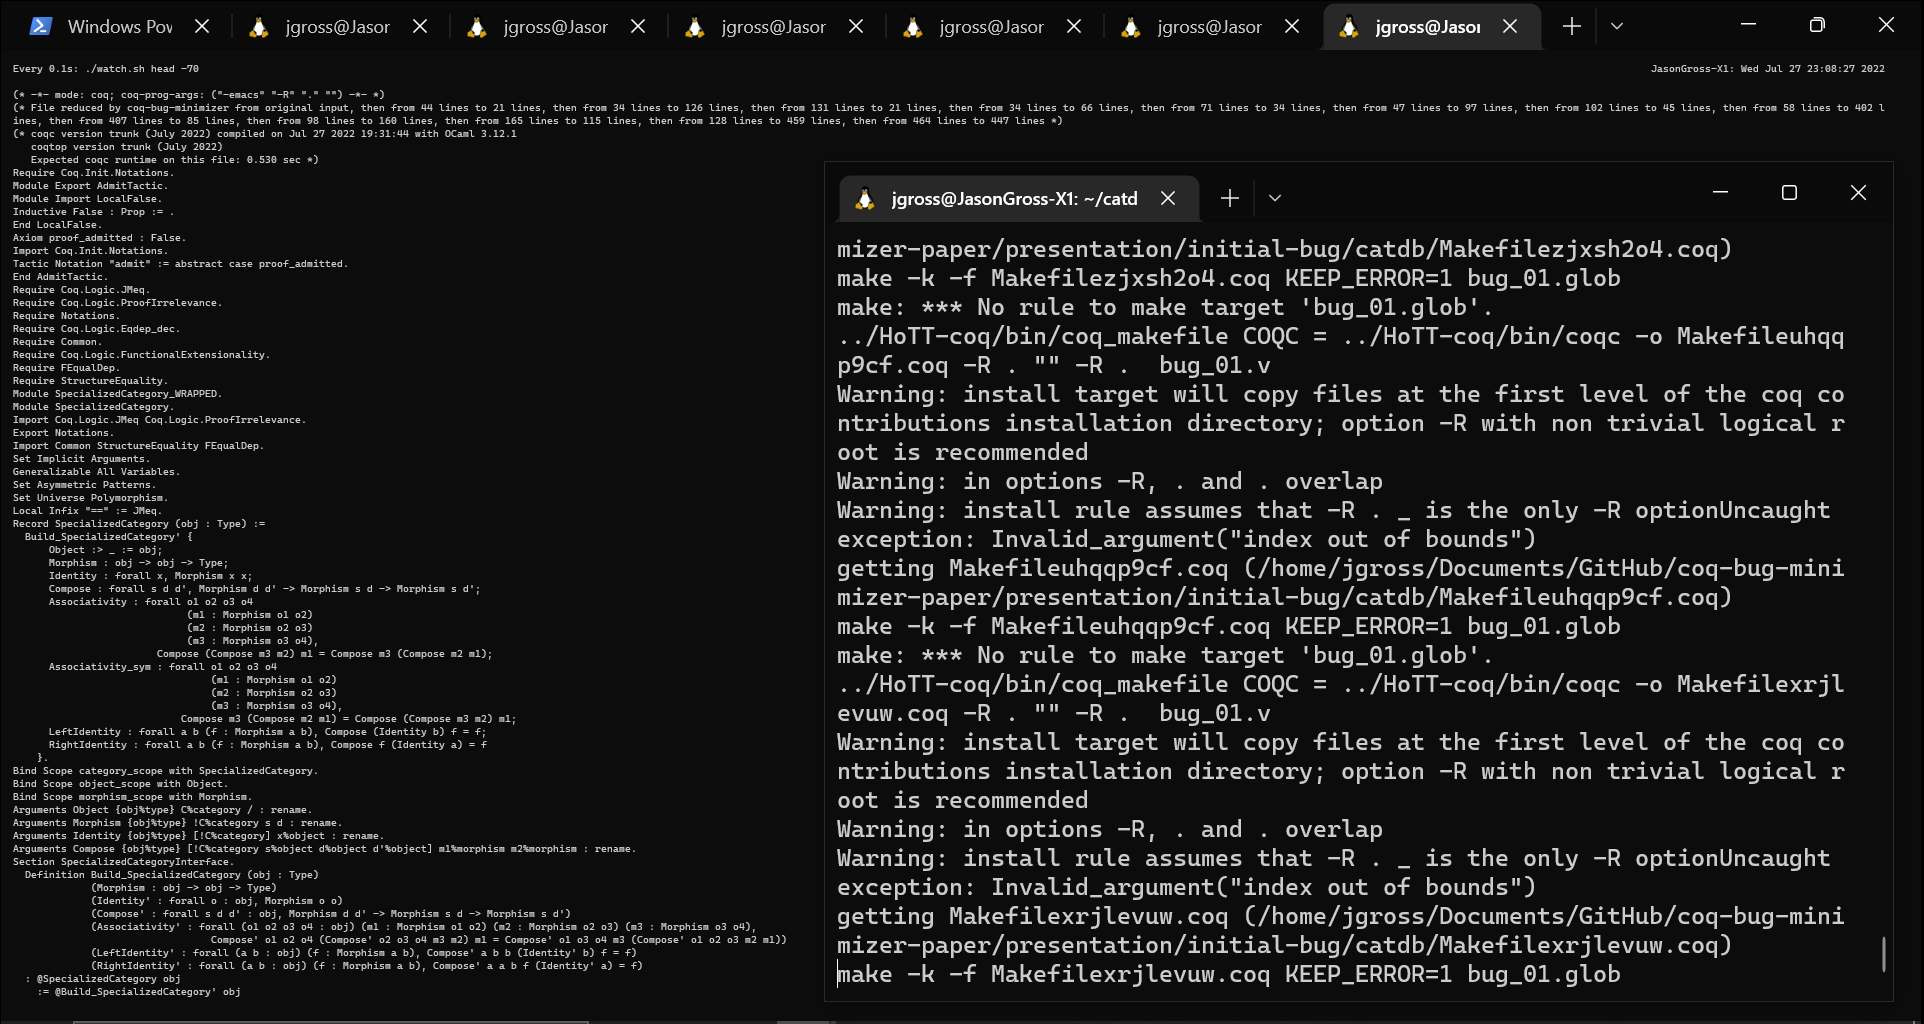 Windows Pov
jgross@Jasor
jgross@Jasor
jgross@Jasor
jgross@Jasor
jgross@Jasor
jgross@Jasor
Every 0.1s: ./watch.sh head -70
JasonGross-X1: Wed Jul 27 23:08:27 2022
(* -*- mode: coq; coq-prog-args: ("-emacs" "-R" "." "") -*- *)
(* File reduced by coq-bug-minimizer from original input, then from 44 lines to 21 lines, then from 34 lines to 126 lines, then from 131 lines to 21 lines, then from 34 lines to 66 lines, then from 71 lines to 34 lines, then from 47 lines to 97 lines, then from 102 lines to 45 lines, then from 58 lines to 402 l
ines, then from 407 lines to 85 lines, then from 98 lines to 160 lines, then from 165 lines to 115 lines, then from 128 lines to 459 lines, then from 464 lines to 447 lines *)
(* coqc version trunk (July 2022) compiled on Jul 27 2022 19:31:44 with OCaml 3.12.1
   coqtop version trunk (July 2022)
   Expected coqc runtime on this file: 0.530 sec *)
Require Coq.Init.Notations.
Module Export AdmitTactic.
Module Import LocalFalse.
Inductive False : Prop := .
End LocalFalse.
Axiom proof_admitted : False.
Import Coq.Init.Notations.
Tactic Notation "admit" := abstract case proof_admitted.
End AdmitTactic.
Require Coq.Logic.JMeq.
Require Coq.Logic.ProofIrrelevance.
Require Notations.
Require Coq.Logic.Eqdep_dec.
Require Common.
Require Coq.Logic.FunctionalExtensionality.
Require FEqualDep.
Require StructureEquality.
Module SpecializedCategory_WRAPPED.
Module SpecializedCategory.
Import Coq.Logic.JMeq Coq.Logic.ProofIrrelevance.
Export Notations.
Import Common StructureEquality FEqualDep.
Set Implicit Arguments.
Generalizable All Variables.
Set Asymmetric Patterns.
Set Universe Polymorphism.
Local Infix "==" := JMeq.
Record SpecializedCategory (obj : Type) :=
  Build_SpecializedCategory' {
      Object :> _ := obj;
      Morphism : obj -> obj -> Type;
      Identity : forall x, Morphism x x;
      Compose : forall s d d', Morphism d d' -> Morphism s d -> Morphism s d';
      Associativity : forall o1 o2 o3 o4
                             (m1 : Morphism o1 o2)
                             (m2 : Morphism o2 o3)
                             (m3 : Morphism o3 o4),
                        Compose (Compose m3 m2) m1 = Compose m3 (Compose m2 m1);
      Associativity_sym : forall o1 o2 o3 o4
                                 (m1 : Morphism o1 o2)
                                 (m2 : Morphism o2 o3)
                                 (m3 : Morphism o3 o4),
                            Compose m3 (Compose m2 m1) = Compose (Compose m3 m2) m1;
      LeftIdentity : forall a b (f : Morphism a b), Compose (Identity b) f = f;
      RightIdentity : forall a b (f : Morphism a b), Compose f (Identity a) = f
    }.
Bind Scope category_scope with SpecializedCategory.
Bind Scope object_scope with Object.
Bind Scope morphism_scope with Morphism.
Arguments Object {obj%type} C%category / : rename.
Arguments Morphism {obj%type} !C%category s d : rename.
Arguments Identity {obj%type} [!C%category] x%object : rename.
Arguments Compose {obj%type} [!C%category s%object d%object d'%object] m1%morphism m2%morphism : rename.
Section SpecializedCategoryInterface.
  Definition Build_SpecializedCategory (obj : Type)
             (Morphism : obj -> obj -> Type)
             (Identity' : forall o : obj, Morphism o o)
             (Compose' : forall s d d' : obj, Morphism d d' -> Morphism s d -> Morphism s d')
             (Associativity' : forall (o1 o2 o3 o4 : obj) (m1 : Morphism o1 o2) (m2 : Morphism o2 o3) (m3 : Morphism o3 o4),
                                 Compose' o1 o2 o4 (Compose' o2 o3 o4 m3 m2) m1 = Compose' o1 o3 o4 m3 (Compose' o1 o2 o3 m2 m1))
             (LeftIdentity' : forall (a b : obj) (f : Morphism a b), Compose' a b b (Identity' b) f = f)
             (RightIdentity' : forall (a b : obj) (f : Morphism a b), Compose' a a b f (Identity' a) = f)
  : @SpecializedCategory obj
    := @Build_SpecializedCategory' obj
jgross@JasonGross-X1: ~/catd
mizer-paper/presentation/initial-bug/catdb/Makefilezjxsh2o4.coq)
make -k -f Makefilezjxsh2o4.coq KEEP_ERROR=1 bug_01.glob
make: *** No rule to make target 'bug_01.glob'.
../HoTT-coq/bin/coq_makefile COQC = ../HoTT-coq/bin/coqc -o Makefileuhqq
p9cf.coq -R . "" -R .  bug_01.v
Warning: install target will copy files at the first level of the coq co
ntributions installation directory; option -R with non trivial logical r
oot is recommended
Warning: in options -R, . and . overlap
Warning: install rule assumes that -R . _ is the only -R optionUncaught
exception: Invalid_argument("index out of bounds")
getting Makefileuhqqp9cf.coq (/home/jgross/Documents/GitHub/coq-bug-mini
mizer-paper/presentation/initial-bug/catdb/Makefileuhqqp9cf.coq)
make -k -f Makefileuhqqp9cf.coq KEEP_ERROR=1 bug_01.glob
make: *** No rule to make target 'bug_01.glob'.
../HoTT-coq/bin/coq_makefile COQC = ../HoTT-coq/bin/coqc -o Makefilexrjl
evuw.coq -R . "" -R .  bug_01.v
Warning: install target will copy files at the first level of the coq co
ntributions installation directory; option -R with non trivial logical r
oot is recommended
Warning: in options -R, . and . overlap
Warning: install rule assumes that -R . _ is the only -R optionUncaught
exception: Invalid_argument("index out of bounds")
getting Makefilexrjlevuw.coq (/home/jgross/Documents/GitHub/coq-bug-mini
mizer-paper/presentation/initial-bug/catdb/Makefilexrjlevuw.coq)
make -k -f Makefilexrjlevuw.coq KEEP_ERROR=1 bug_01.glob